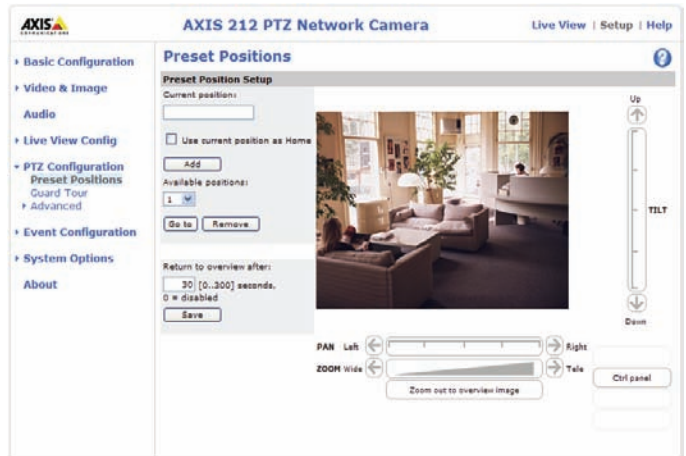 AXIS
COMMUNICATIONS
AXIS 212 PTZ Network Camera
Live View | Setup | Help
Basic Configuration
Video & Image
Audio
Live View Config
PTZ Configuration
Preset Positions
Guard Tour
Advanced
Event Configuration
System Options
About
Preset Positions
?
Preset Position Setup
Current position:
Use current position as Home
Add
Available positions:
1
Go to Remove
Return to overview after:
30 [0..300] seconds.
0 = disabled
Save
Up
TILT
Down
PAN Left Right
ZOOM Wide Tele
Zoom out to overview image
Ctrl panel